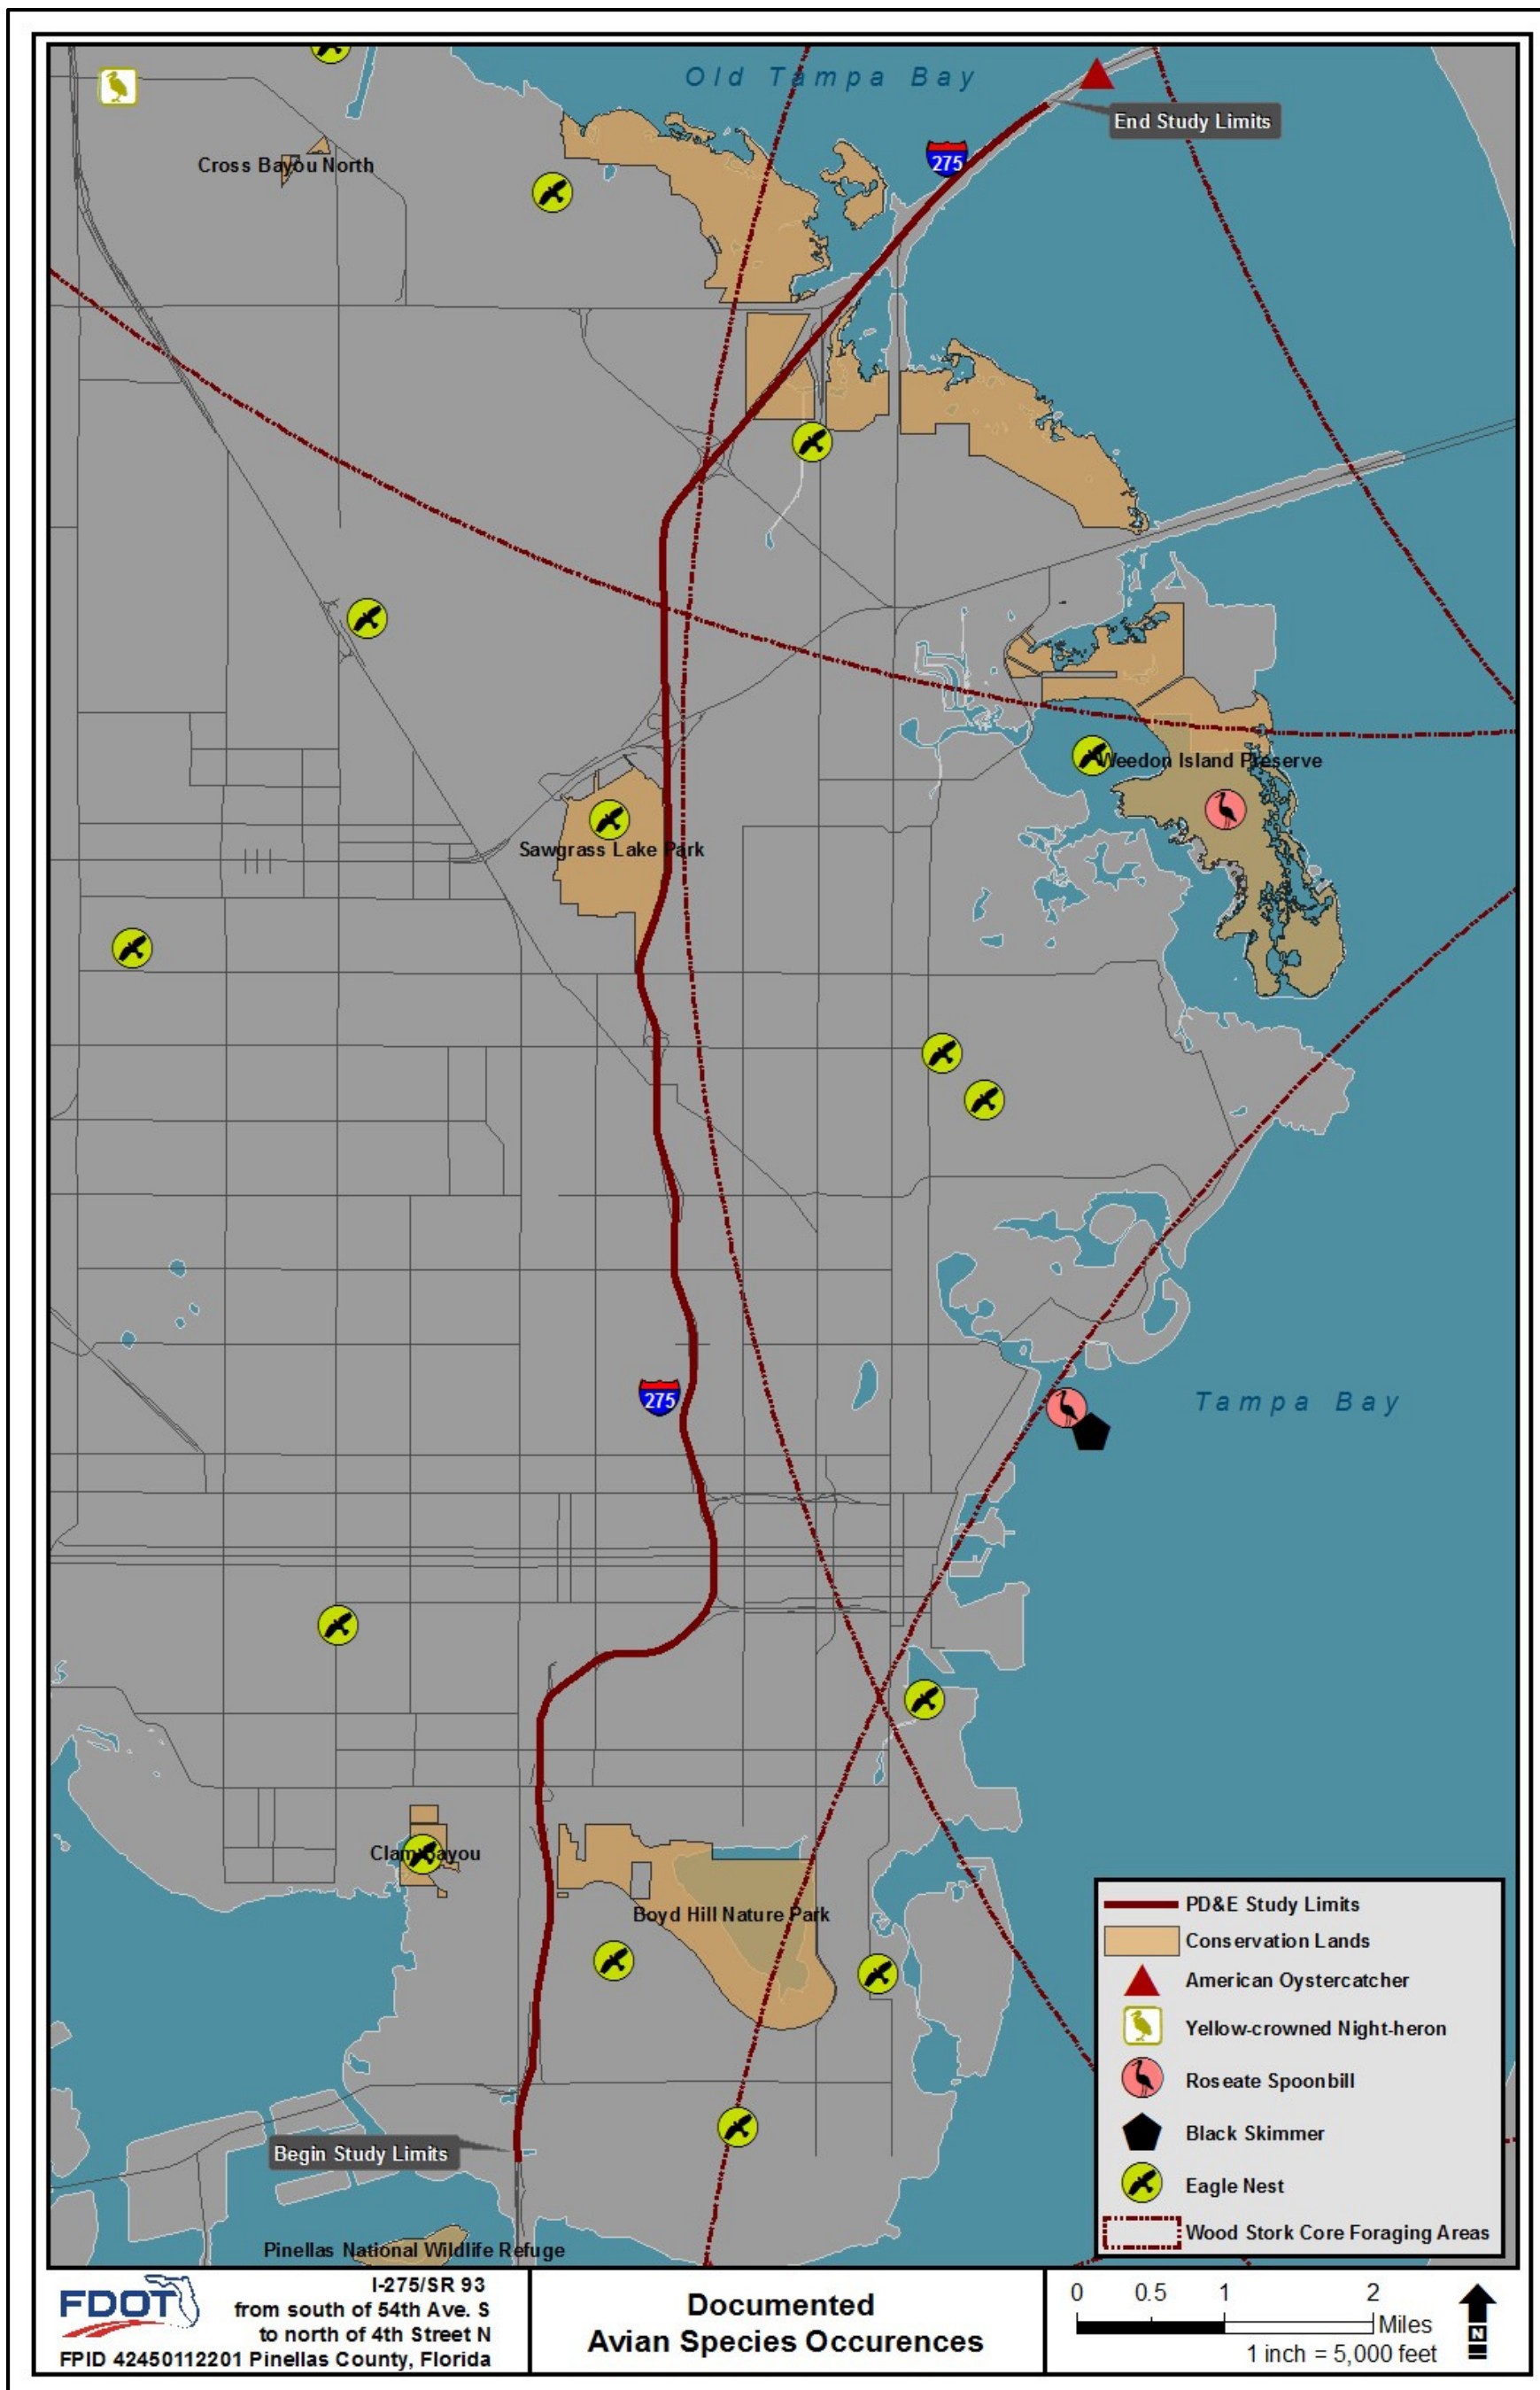 Old Tampa Bay
End Study Limits
275
Cross Bayou North
Weedon Island Preserve
Sawgrass Lake Park
275
Tampa Bay
Clam Bayou
Boyd Hill Nature Park
Begin Study Limits
Pinellas National Wildlife Refuge
PD&E Study Limits
Conservation Lands
American Oystercatcher
Yellow-crowned Night-heron
Roseate Spoonbill
Black Skimmer
Eagle Nest
Wood Stork Core Foraging Areas
FDOT
I-275/SR 93
from south of 54th Ave. S
to north of 4th Street N
FPID 42450112201 Pinellas County, Florida
Documented
Avian Species Occurences
0 0.5 1 2
Miles
1 inch = 5,000 feet
N